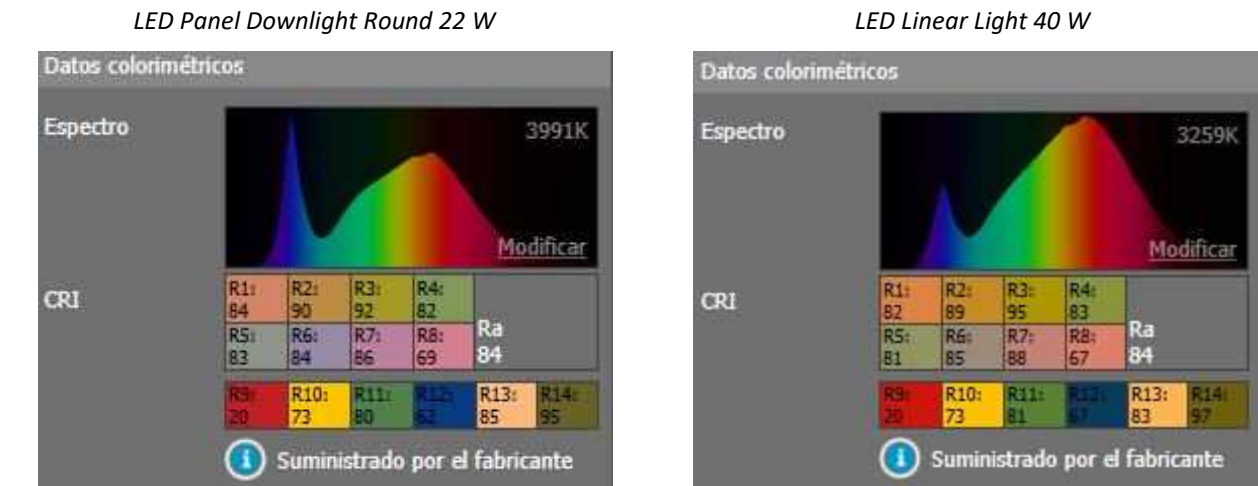 LED Panel Downlight Round 22 W
Datos colorimétricos
Espectro
3991K
Modificar
CRI
R1: R2: R3: R4:
84 90 92 82
R5: R6: R7: R8:
83 84 86 69
Ra
84
R9: R10: R11: R12: R13: R14:
20 73 80 62 85 95
Suministrado por el fabricante
LED Linear Light 40 W
Datos colorimétricos
Espectro
3259K
Modificar
CRI
R1: R2: R3: R4:
82 89 95 83
R5: R6: R7: R8:
81 85 88 67
Ra
84
R9: R10: R11: R12: R13: R14:
20 73 81 67 83 97
Suministrado por el fabricante